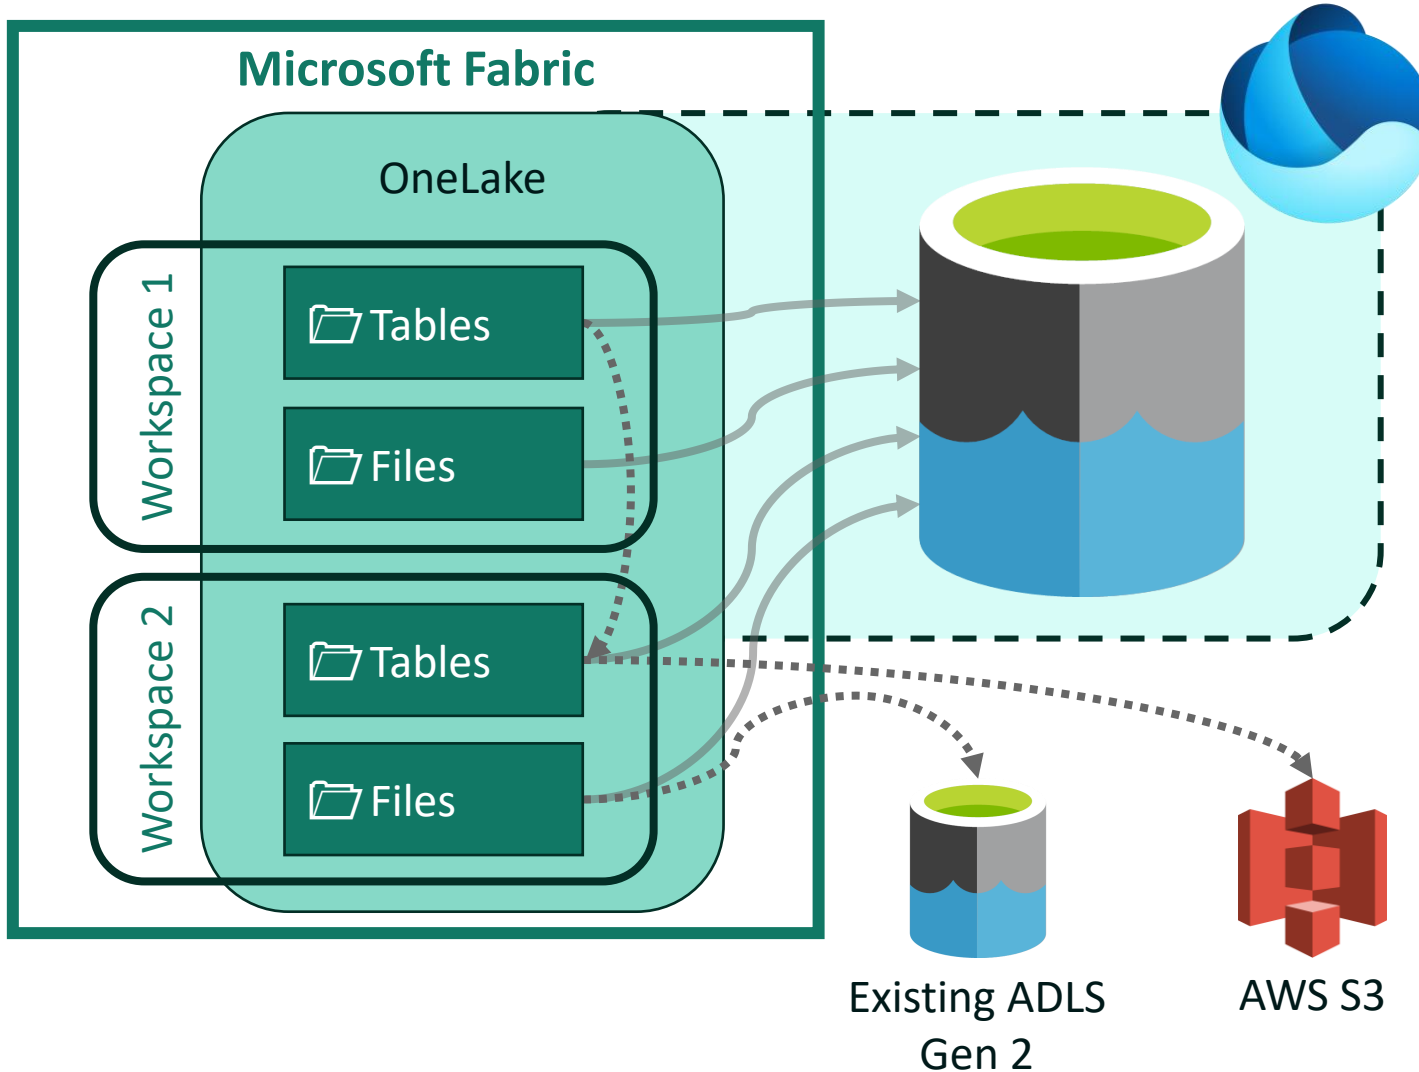 Microsoft Fabric
OneLake
Workspace 1
Tables
Files
Workspace 2
Tables
Files
Existing ADLS
Gen 2
AWS S3